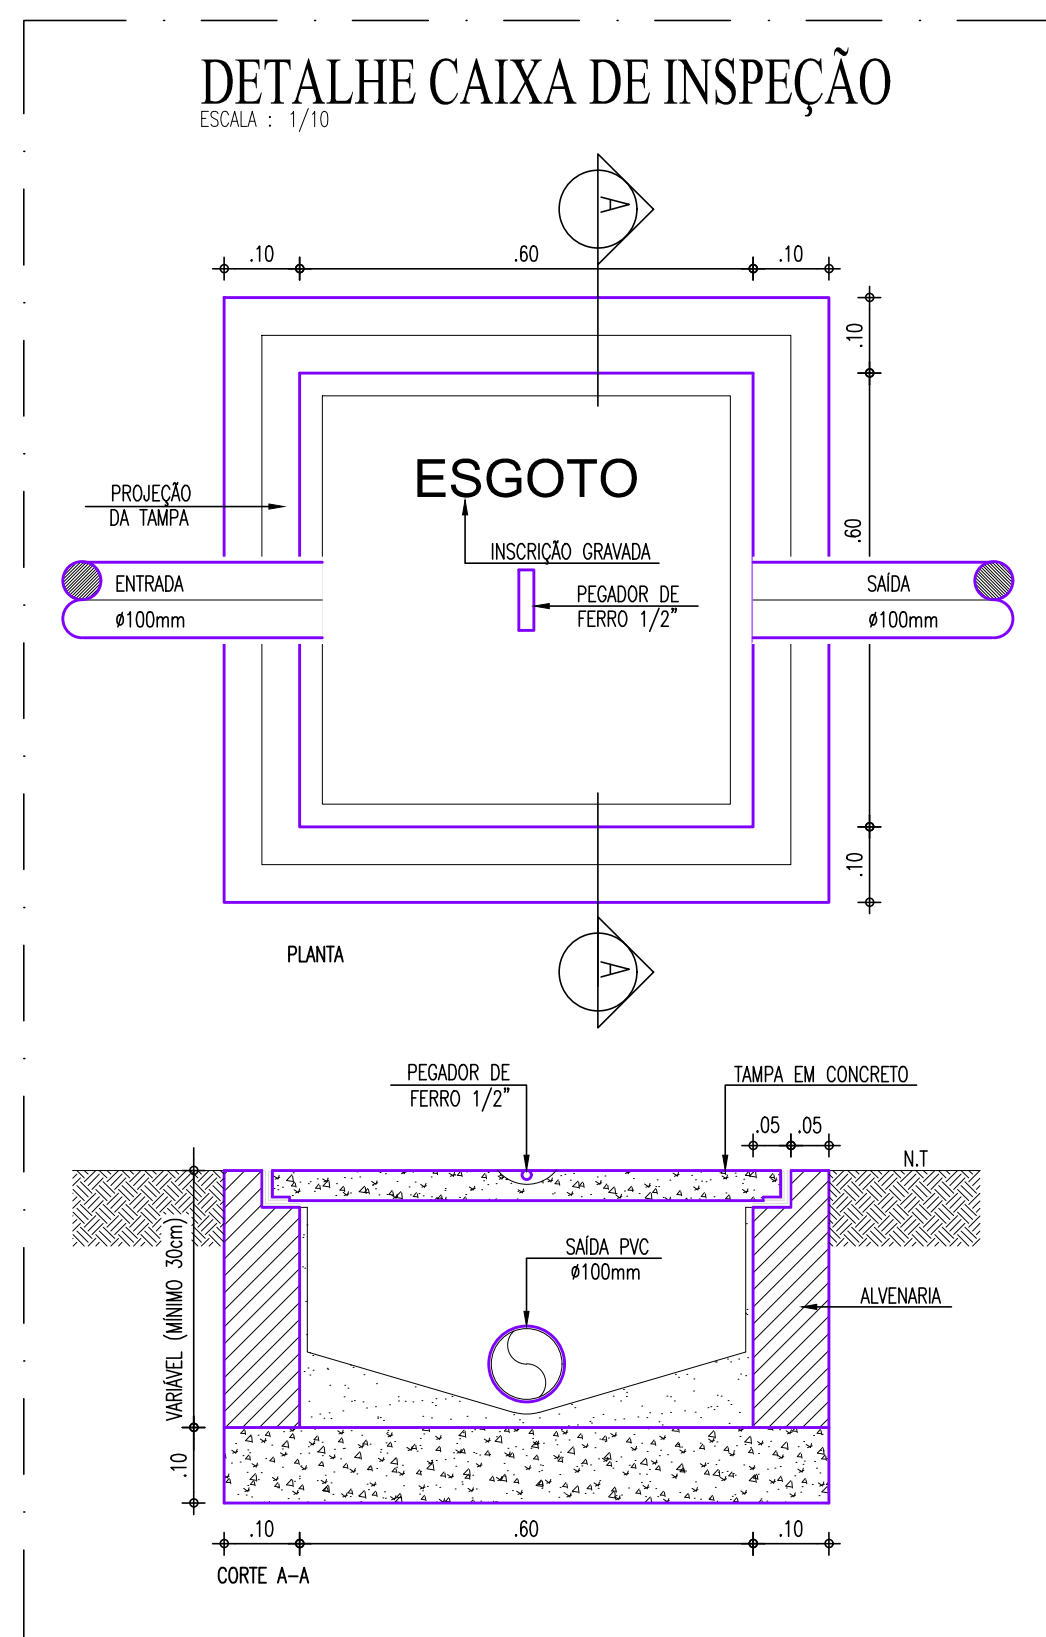 DETALHE CAIXA DE INSPEÇÃO
ESCALA : 1/10
A
.10
.60
.10
.10
ESGOTO
PROJEÇÃO
DA TAMPA
.60
INSCRIÇÃO GRAVADA
ENTRADA
ø100mm
PEGADOR DE
FERRO 1/2"
SAÍDA
ø100mm
.10
PLANTA
A
PEGADOR DE
FERRO 1/2"
TAMPA EM CONCRETO
.05
.05
N.T
VARIÁVEL (MÍNIMO 30cm)
SAÍDA PVC
ø100mm
ALVENARIA
.10
.10
.60
.10
CORTE A-A